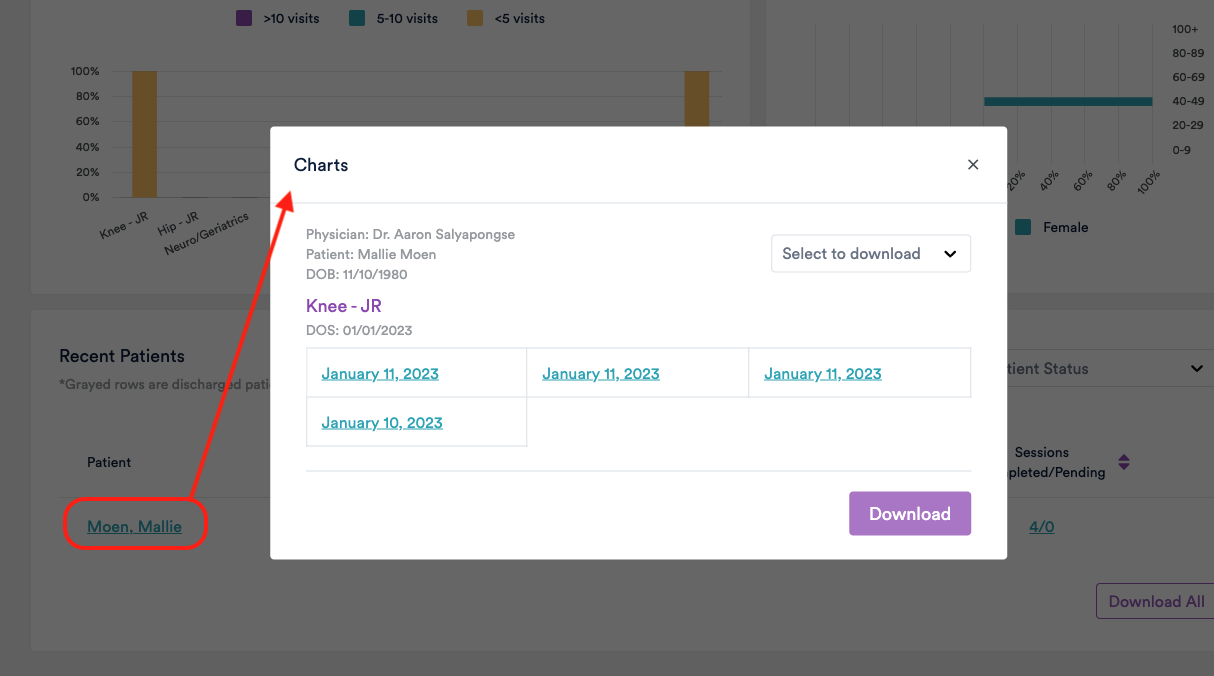 >10 visits 5-10 visits <5 visits
100%
80%
60%
40%
20%
0%
Knee - JR
Hip - JR
Neuro/Geriatrics
100+
80-89
60-69
40-49
20-29
0-9
20% 40% 60% 80% 100%
Female
Charts
Physician: Dr. Aaron Salyapongse
Patient: Mallie Moen
DOB: 11/10/1980
Select to download
Knee - JR
DOS: 01/01/2023
January 11, 2023 January 11, 2023 January 11, 2023
January 10, 2023
Download
Recent Patients
*Grayed rows are discharged pati
tient Status
Patient
Sessions
pleted/Pending
Moen, Mallie
4/0
Download All